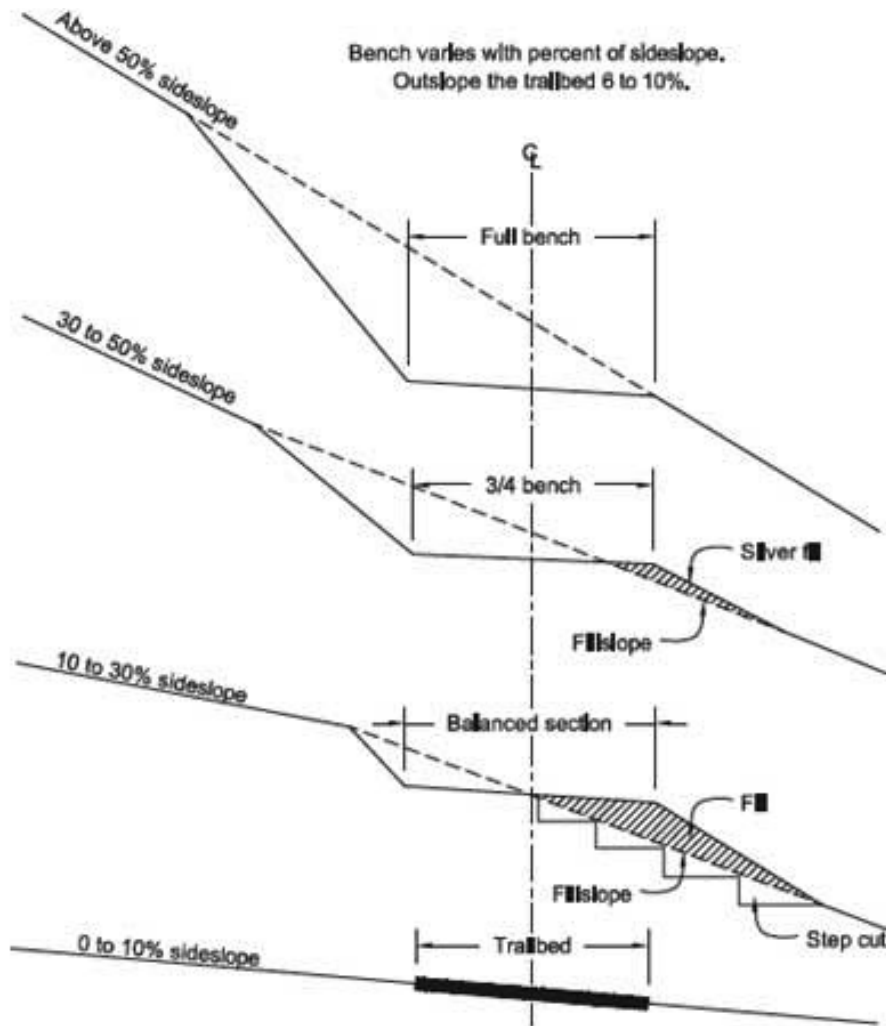 Above 50% sideslope
Bench varies with percent of sideslope.
Outslope the trailbed 6 to 10%.
℄
Full bench
30 to 50% sideslope
3/4 bench
Silver fill
Fillslope
10 to 30% sideslope
Balanced section
Fill
Fillslope
Step cut
0 to 10% sideslope
Trailbed